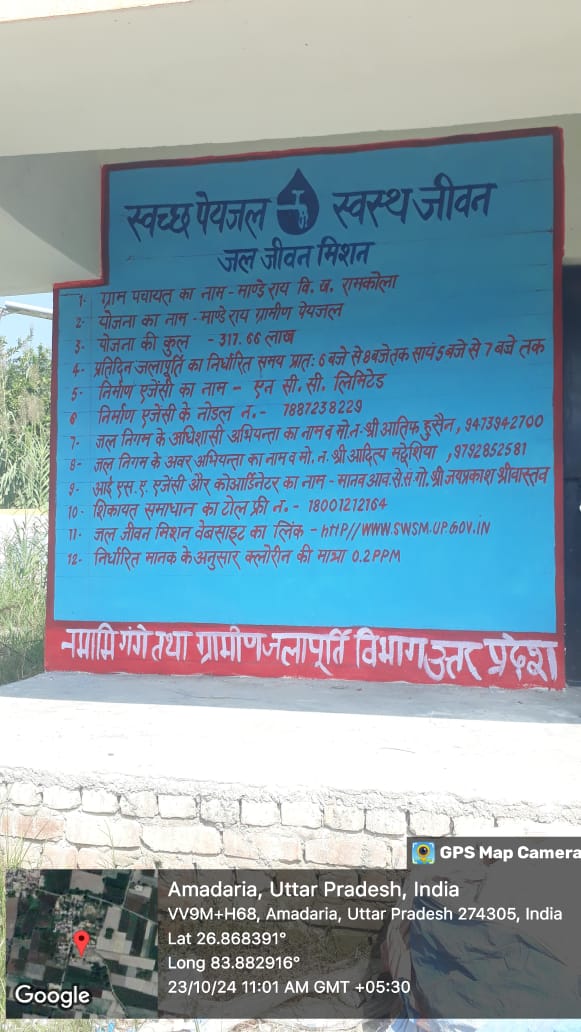 स्वच्छ पेयजल स्वस्थ जीवन
जल जीवन मिशन
1- ग्राम पंचायत का नाम - माण्डे राय वि. ख. रामकोला
2- योजना का नाम - माण्डे राय ग्रामीण पेयजल
3- योजना की कुल - 317.66 लाख
4- प्रतिदिन जलापूर्ति का निर्धारित समय प्रातः 6 बजे से 8 बजे तक सायं 5 बजे से 7 बजे तक
5- निर्माण एजेंसी का नाम - एन सी. सी. लिमिटेड
6 निर्माण एजेंसी के नोडल न. - 7887238229
7- जल निगम के अधिशासी अभियन्ता का नाम व मो.न- श्री आतिफ हुसैन, 9473942700
8- जल निगम के अवर अभियन्ता का नाम व मो. न. श्री आदित्य मद्देशिया, 9792852581
9- आई एस. ए. एजेंसी और कोआर्डिनेटर का नाम - मानव आव. से. सं. गो. श्री जयप्रकाश श्रीवास्तव
10- शिकायत समाधान का टोल फ्री न. - 18001212164
11- जल जीवन मिशन वेबसाइट का लिंक - httP//WWW.SWSM.UP.GOV.IN
12- निर्धारित मानक के अनुसार क्लोरिन की मात्रा 0.2PPM
नमामि गंगे तथा ग्रामीण जलापूर्ति विभाग उत्तर प्रदेश
GPS Map Camera
Amadaria, Uttar Pradesh, India
VV9M+H68, Amadaria, Uttar Pradesh 274305, India
Lat 26.868391°
Long 83.882916°
23/10/24 11:01 AM GMT +05:30
Google